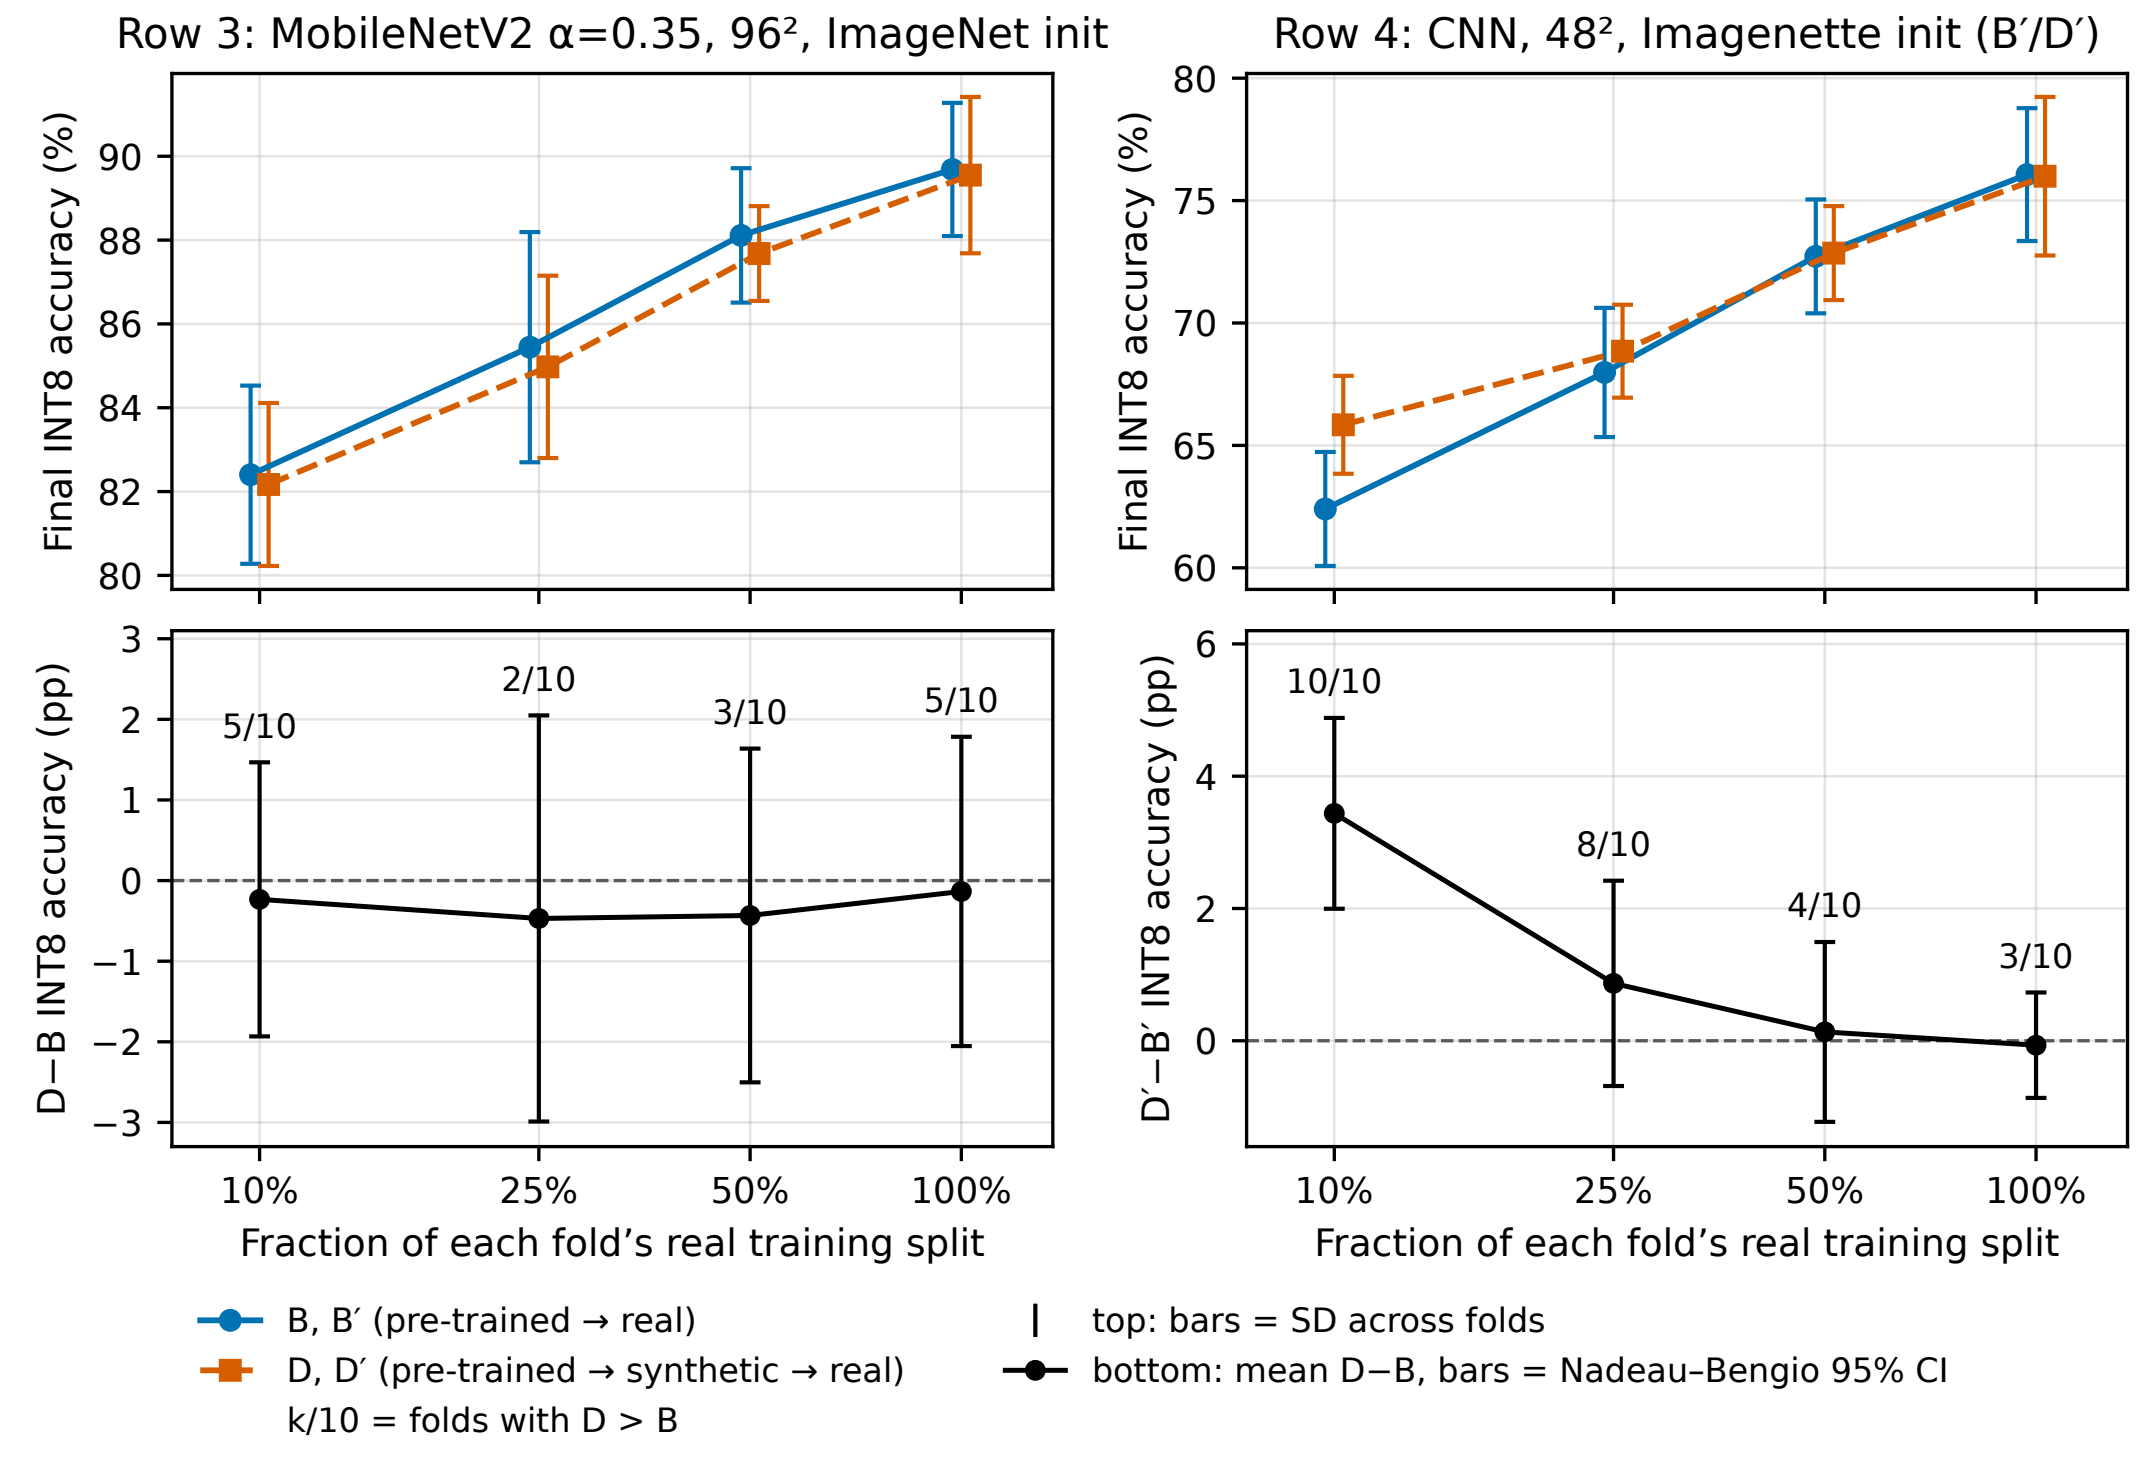 Row 3: MobileNetV2 α=0.35, 96², ImageNet init
Row 4: CNN, 48², Imagenette init (B′/D′)
Final INT8 accuracy (%)
90
88
86
84
82
80
Final INT8 accuracy (%)
80
75
70
65
60
D−B INT8 accuracy (pp)
3
2
1
0
−1
−2
−3
5/10
2/10
3/10
5/10
10%
25%
50%
100%
Fraction of each fold’s real training split
D′−B′ INT8 accuracy (pp)
6
4
2
0
10/10
8/10
4/10
3/10
10%
25%
50%
100%
Fraction of each fold’s real training split
B, B′ (pre-trained → real)
D, D′ (pre-trained → synthetic → real)
k/10 = folds with D > B
top: bars = SD across folds
bottom: mean D−B, bars = Nadeau–Bengio 95% CI